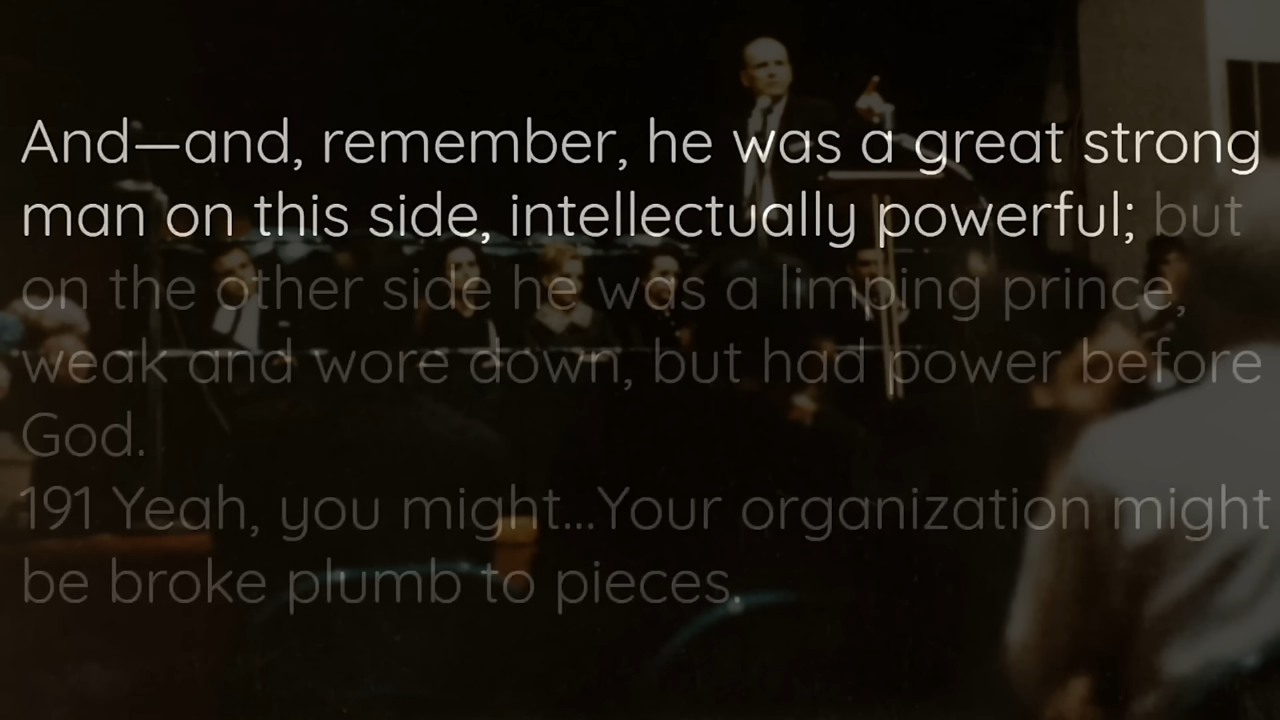 And—and, remember, he was a great strong
man on this side, intellectually powerful; but
on the other side he was a limping prince,
weak and wore down, but had power before
God.
191 Yeah, you might...Your organization might
be broke plumb to pieces.